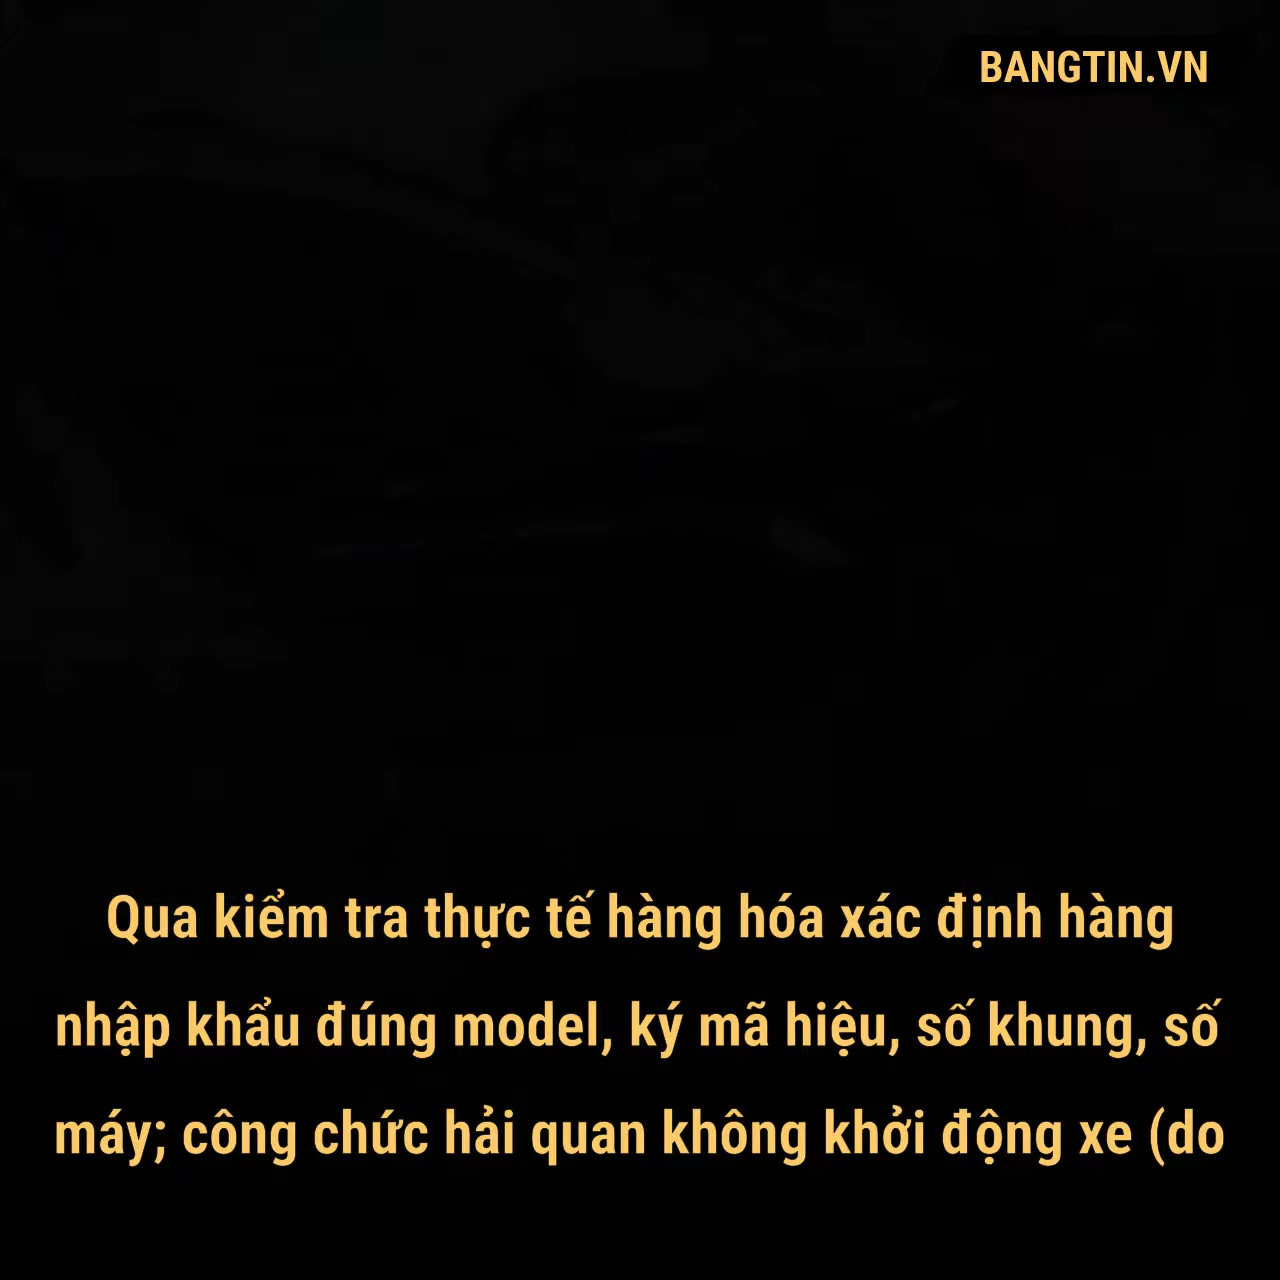 BANGTIN.VN
Qua kiểm tra thực tế hàng hóa xác định hàng
nhập khẩu đúng model, ký mã hiệu, số khung, số
máy; công chức hải quan không khởi động xe (do